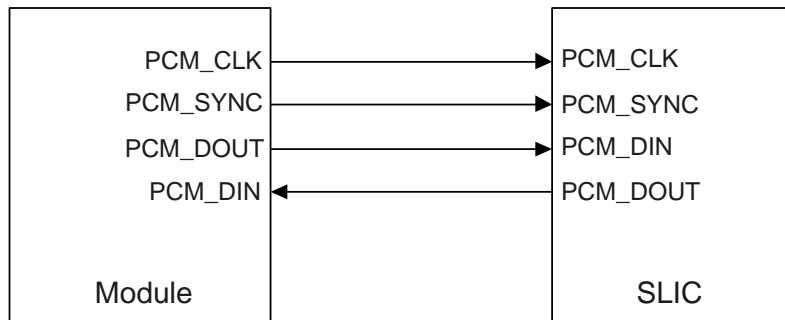 PCM_CLK
PCM_CLK
PCM_SYNC
PCM_SYNC
PCM_DOUT
PCM_DIN
PCM_DIN
PCM_DOUT
Module
SLIC